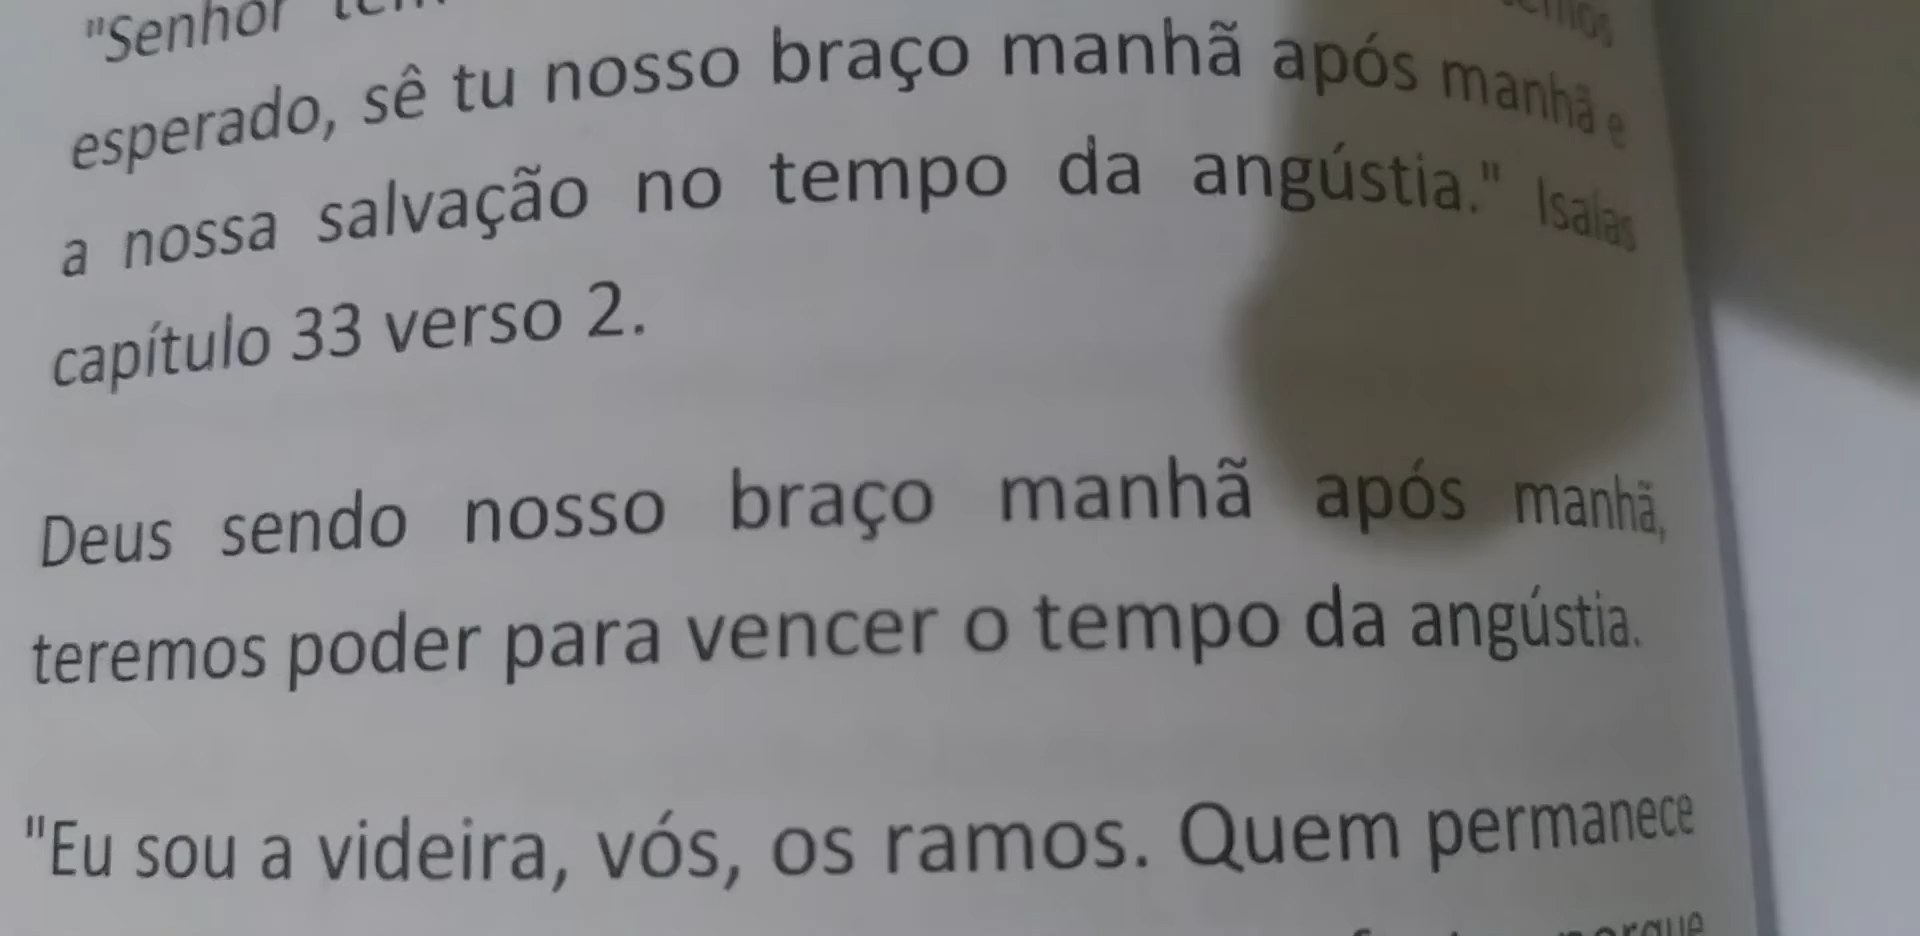 "Senhor
esperado, sê tu nosso braço manhã após manhã e
a nossa salvação no tempo da angústia." Isaias
capítulo 33 verso 2.
Deus sendo nosso braço manhã após manhã,
teremos poder para vencer o tempo da angústia.
"Eu sou a videira, vós, os ramos. Quem permanece
porque